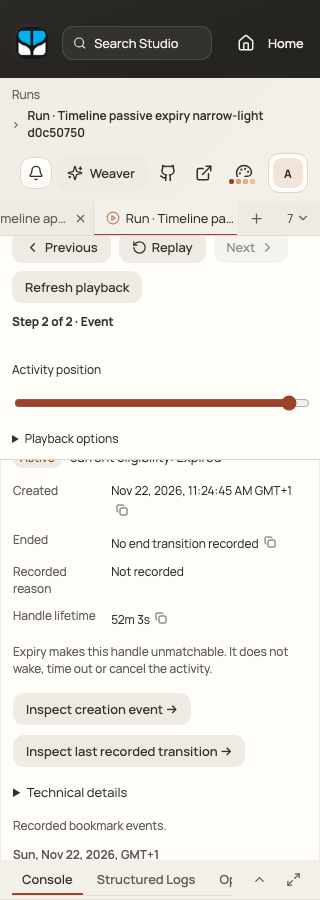 Search Studio
Home
Runs
Run · Timeline passive expiry narrow-light
d0c50750
Weaver
A
meline ap...
Run · Timeline pa...
7
Previous
Replay
Next
Refresh playback
Step 2 of 2 · Event
Activity position
Playback options
Active Current eligibility · Expired
Created Nov 22, 2026, 11:24:45 AM GMT+1
Ended No end transition recorded
Recorded reason Not recorded
Handle lifetime 52m 3s
Expiry makes this handle unmatchable. It does not
wake, time out or cancel the activity.
Inspect creation event →
Inspect last recorded transition →
Technical details
Recorded bookmark events.
Sun, Nov 22, 2026, GMT+1
Console Structured Logs Op